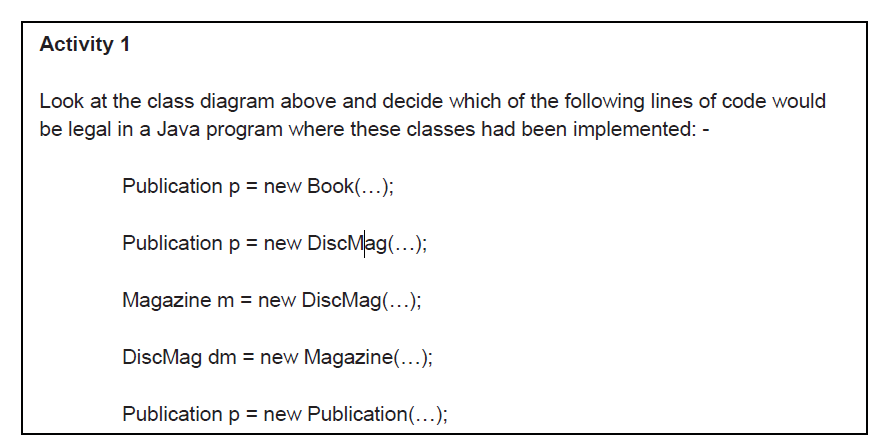 Activity 1
Look at the class diagram above and decide which of the following lines of code would
be legal in a Java program where these classes had been implemented: -
Publication p = new Book(…);
Publication p = new DiscMag(…);
Magazine m = new DiscMag(…);
DiscMag dm = new Magazine(…);
Publication p = new Publication(…);